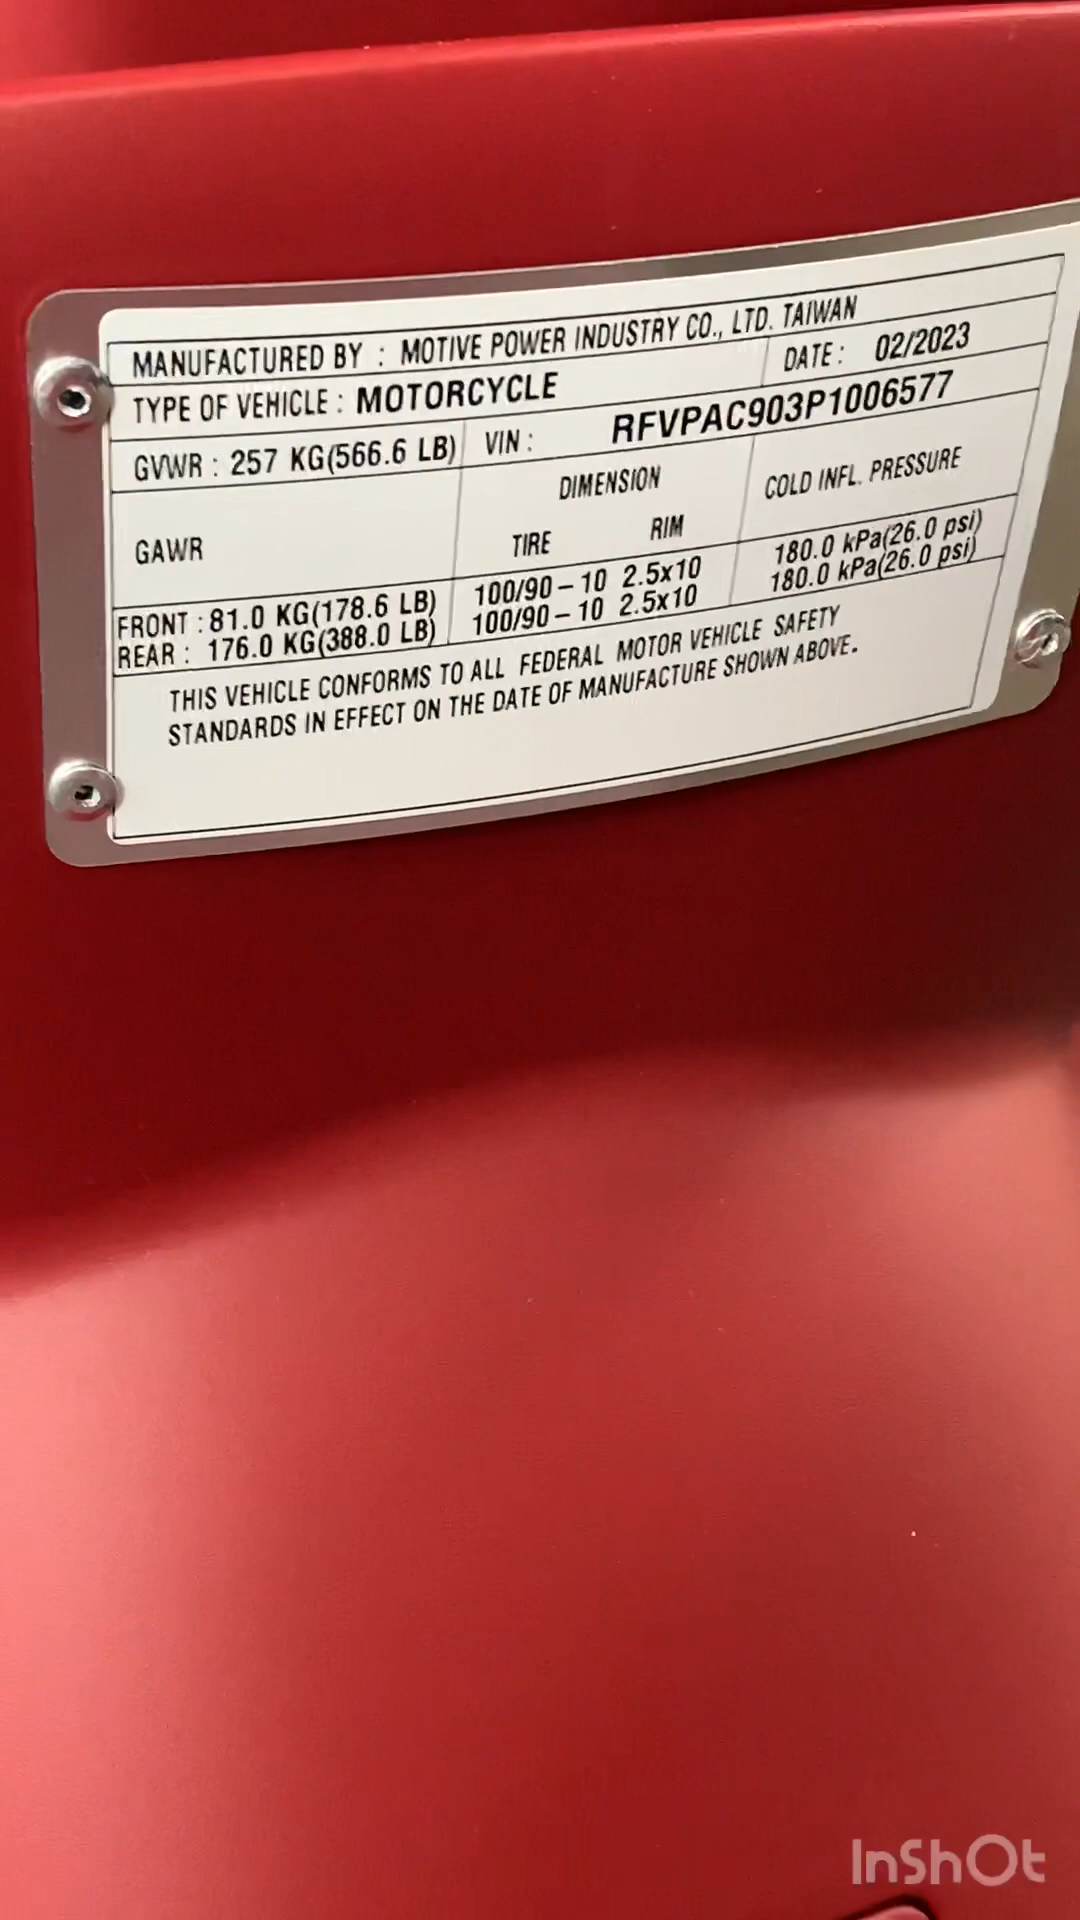 MANUFACTURED BY : MOTIVE POWER INDUSTRY CO., LTD. TAIWAN
TYPE OF VEHICLE : MOTORCYCLE DATE : 02/2023
GVWR : 257 KG(566.6 LB) VIN : RFVPAC903P1006577
GAWR DIMENSION COLD INFL. PRESSURE
TIRE RIM
FRONT : 81.0 KG(178.6 LB) 100/90 – 10 2.5x10 180.0 kPa(26.0 psi)
REAR : 176.0 KG(388.0 LB) 100/90 – 10 2.5x10 180.0 kPa(26.0 psi)
THIS VEHICLE CONFORMS TO ALL FEDERAL MOTOR VEHICLE SAFETY
STANDARDS IN EFFECT ON THE DATE OF MANUFACTURE SHOWN ABOVE.
InShOt